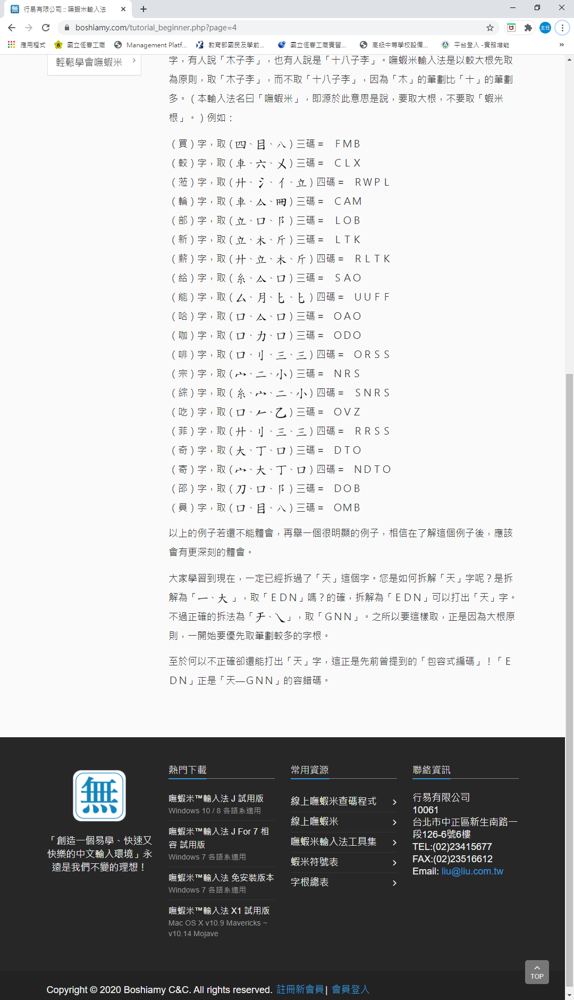 行易有限公司 :: 嘸蝦米輸入法
boshiamy.com/tutorial_beginner.php?page=4
主任
應用程式 國立恆春工商 Management Platf... 教育部國民及學前... 國立恆春工商實習... 高級中等學校設備... 平台登入 -實務增能 »
輕鬆學會嘸蝦米
字，有人說「木子李」，也有人說是「十八子李」。嘸蝦米輸入法是以較大根先取
為原則，取「木子李」，而不取「十八子李」，因為「木」的筆劃比「十」的筆劃
多。（本輸入法名曰「嘸蝦米」，即源於此意思是說，要取大根，不要取「蝦米
根」。）例如：
（買）字，取（四、目、八）三碼＝　ＦＭＢ
（較）字，取（車、六、乂）三碼＝　ＣＬＸ
（蒞）字，取（廾、氵、亻、立）四碼＝　ＲＷＰＬ
（輪）字，取（車、亼、冊）三碼＝　ＣＡＭ
（部）字，取（立、口、阝）三碼＝　ＬＯＢ
（新）字，取（立、木、斤）三碼＝　ＬＴＫ
（薪）字，取（廾、立、木、斤）四碼＝　ＲＬＴＫ
（給）字，取（糸、亼、口）三碼＝　ＳＡＯ
（能）字，取（厶、月、匕、匕）四碼＝　ＵＵＦＦ
（哈）字，取（口、亼、口）三碼＝　ＯＡＯ
（咖）字，取（口、力、口）三碼＝　ＯＤＯ
（啡）字，取（口、刂、三、三）四碼＝　ＯＲＳＳ
（宗）字，取（宀、二、小）三碼＝　ＮＲＳ
（綜）字，取（糸、宀、二、小）四碼＝　ＳＮＲＳ
（吃）字，取（口、𠂉、乙）三碼＝　ＯＶＺ
（菲）字，取（廾、刂、三、三）四碼＝　ＲＲＳＳ
（奇）字，取（大、丁、口）三碼＝　ＤＴＯ
（寄）字，取（宀、大、丁、口）四碼＝　ＮＤＴＯ
（邵）字，取（刀、口、阝）三碼＝　ＤＯＢ
（員）字，取（口、目、八）三碼＝　ＯＭＢ
以上的例子若還不能體會，再舉一個很明顯的例子，相信在了解這個例子後，應該
會有更深刻的體會。
大家學習到現在，一定已經拆過了「天」這個字。您是如何拆解「天」字呢？是拆
解為「一、大」，取「ＥＤＮ」嗎？的確，拆解為「ＥＤＮ」可以打出「天」字。
不過正確的拆法為「、㇏」，取「ＧＮＮ」。之所以要這樣取，正是因為大根原
則，一開始要優先取筆劃較多的字根。
至於何以不正確卻還能打出「天」字，這正是先前曾提到的「包容式編碼」！「Ｅ
ＤＮ」正是「天—ＧＮＮ」的容錯碼。
無
「創造一個易學、快速又
快樂的中文輸入環境」永
遠是我們不變的理想！
熱門下載
嘸蝦米™輸入法 J 試用版
Windows 10 / 8 各語系適用
嘸蝦米™輸入法 J For 7 相
容 試用版
Windows 7 各語系適用
嘸蝦米™輸入法 免安裝版本
Windows 7 各語系適用
嘸蝦米™輸入法 X1 試用版
Mac OS X v10.9 Mavericks ~
v10.14 Mojave
常用資源
線上嘸蝦米查碼程式
線上嘸蝦米
嘸蝦米輸入法工具集
蝦米符號表
字根總表
聯絡資訊
行易有限公司
10061
台北市中正區新生南路一
段126-6號6樓
TEL:(02)23415677
FAX:(02)23516612
Email: liu@liu.com.tw
TOP
Copyright © 2020 Boshiamy C&C. All rights reserved. 註冊新會員| 會員登入